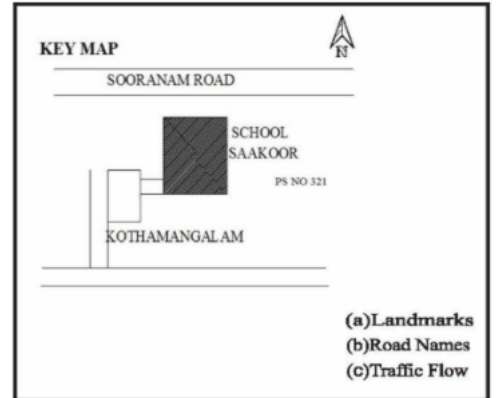 N
KEY MAP
SOORANAM ROAD
SCHOOL
SAAKOOR
PS NO 321
KOTHAMANGALAM
(a)Landmarks
(b)Road Names
(c)Traffic Flow